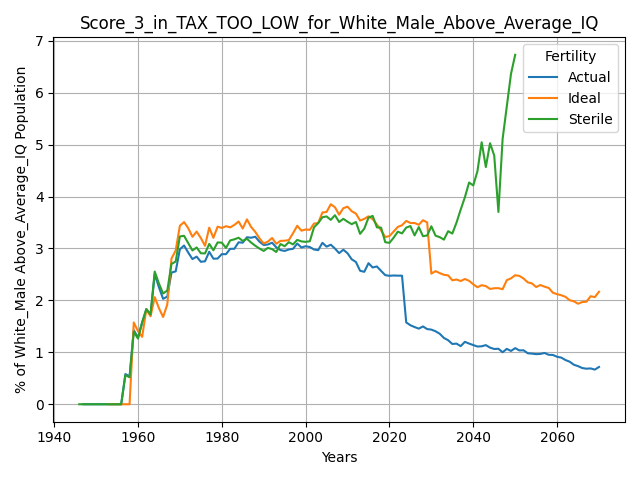 Score_3_in_TAX_TOO_LOW_for_White_Male_Above_Average_IQ
% of White_Male Above_Average_IQ Population
7
6
5
4
3
2
1
0
Fertility
Actual
Ideal
Sterile
1940 1960 1980 2000 2020 2040 2060
Years